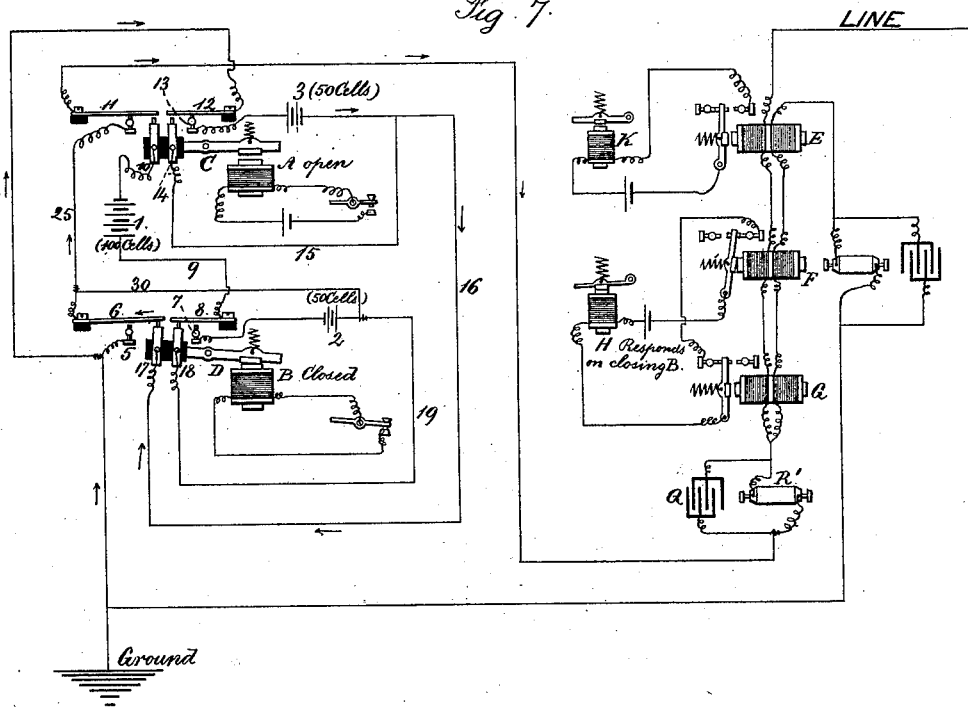 Fig. 7.
LINE
13
11
12
3 (50 Cells)
10
C
14
A open
K
E
25
1.
(100 Cells)
15
9
30
16
(50 Cells)
6
7
8
2
5
17
18
D
B Closed
19
F
H Responds
on closing B.
G
Q
R'
Ground